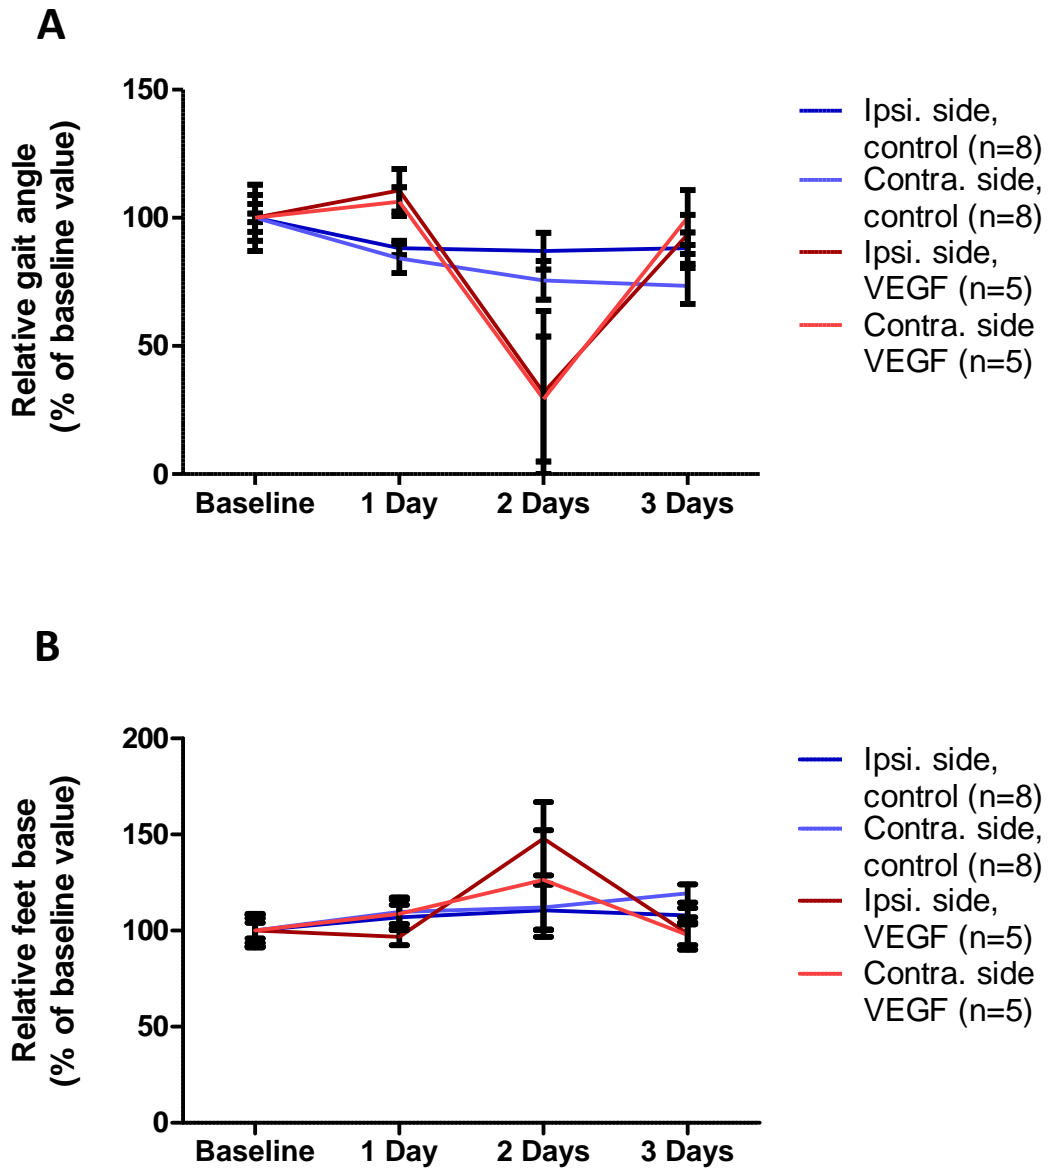 A
Relative gait angle
(% of baseline value)
150
100
50
0
Baseline
1 Day
2 Days
3 Days
Ipsi. side,
control (n=8)
Contra. side,
control (n=8)
Ipsi. side,
VEGF (n=5)
Contra. side
VEGF (n=5)
B
Relative feet base
(% of baseline value)
200
150
100
50
0
Baseline
1 Day
2 Days
3 Days
Ipsi. side,
control (n=8)
Contra. side,
control (n=8)
Ipsi. side,
VEGF (n=5)
Contra. side
VEGF (n=5)